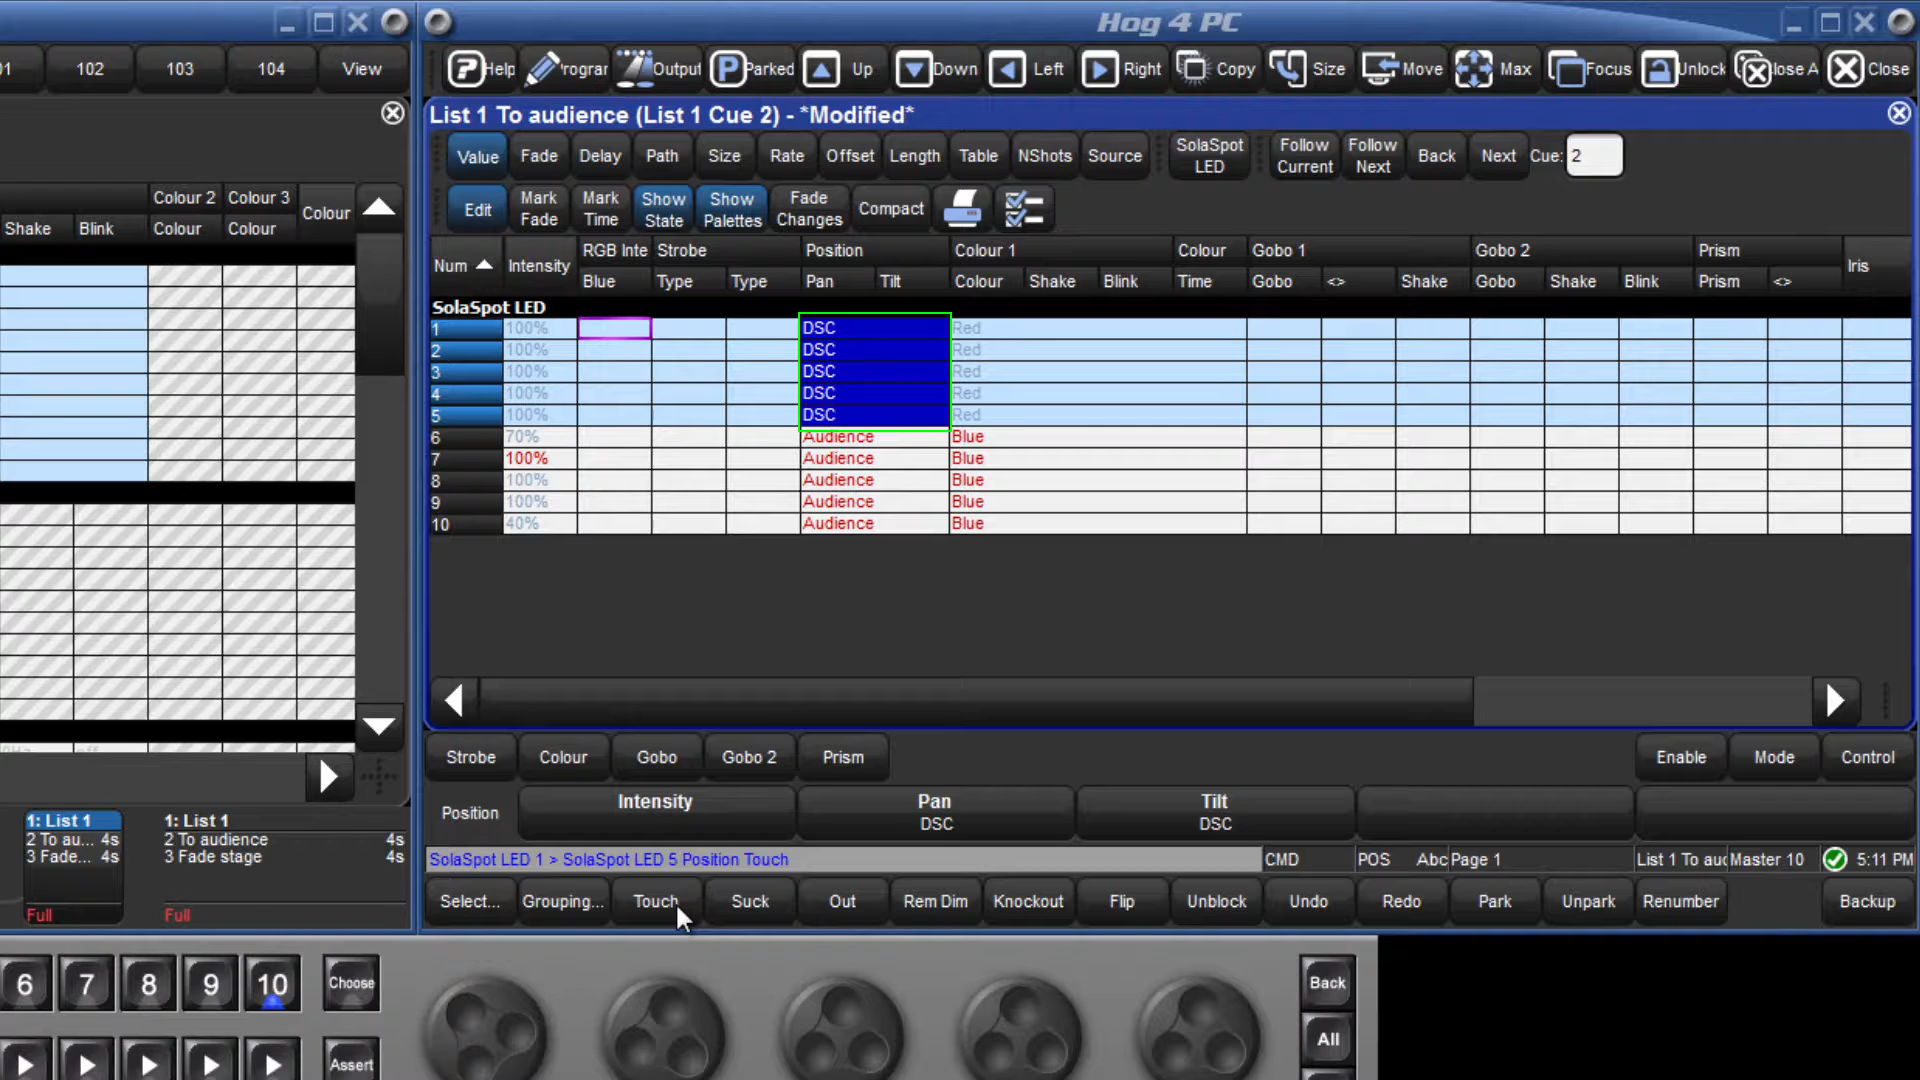 Hog 4 PC
01 102 103 104 View
Help Prograr Output Parked Up Down Left Right Copy Size Move Max Focus Unlock lose A Close
List 1 To audience (List 1 Cue 2) - *Modified*
Value Fade Delay Path Size Rate Offset Length Table NShots Source SolaSpot LED Follow Current Follow Next Back Next Cue: 2
Edit Mark Fade Mark Time Show State Show Palettes Fade Changes Compact
Colour 2 Colour 3 Colour
Shake Blink Colour Colour
Num Intensity RGB Inte Strobe Position Colour 1 Colour Gobo 1 Gobo 2 Prism Iris
Blue Type Type Pan Tilt Colour Shake Blink Time Gobo <> Shake Gobo Shake Blink Prism <>
SolaSpot LED
1 100% DSC Red
2 100% DSC Red
3 100% DSC Red
4 100% DSC Red
5 100% DSC Red
6 70% Audience Blue
7 100% Audience Blue
8 100% Audience Blue
9 100% Audience Blue
10 40% Audience Blue
Strobe Colour Gobo Gobo 2 Prism Enable Mode Control
Position Intensity Pan DSC Tilt DSC
1: List 1
2 To au... 4s
3 Fade... 4s
Full
1: List 1
2 To audience 4s
3 Fade stage 4s
Full
SolaSpot LED 1 > SolaSpot LED 5 Position Touch CMD POS Abc Page 1 List 1 To aud Master 10 5:11 PM
Select... Grouping... Touch Suck Out Rem Dim Knockout Flip Unblock Undo Redo Park Unpark Renumber Backup
6 7 8 9 10 Choose Back
Assert All